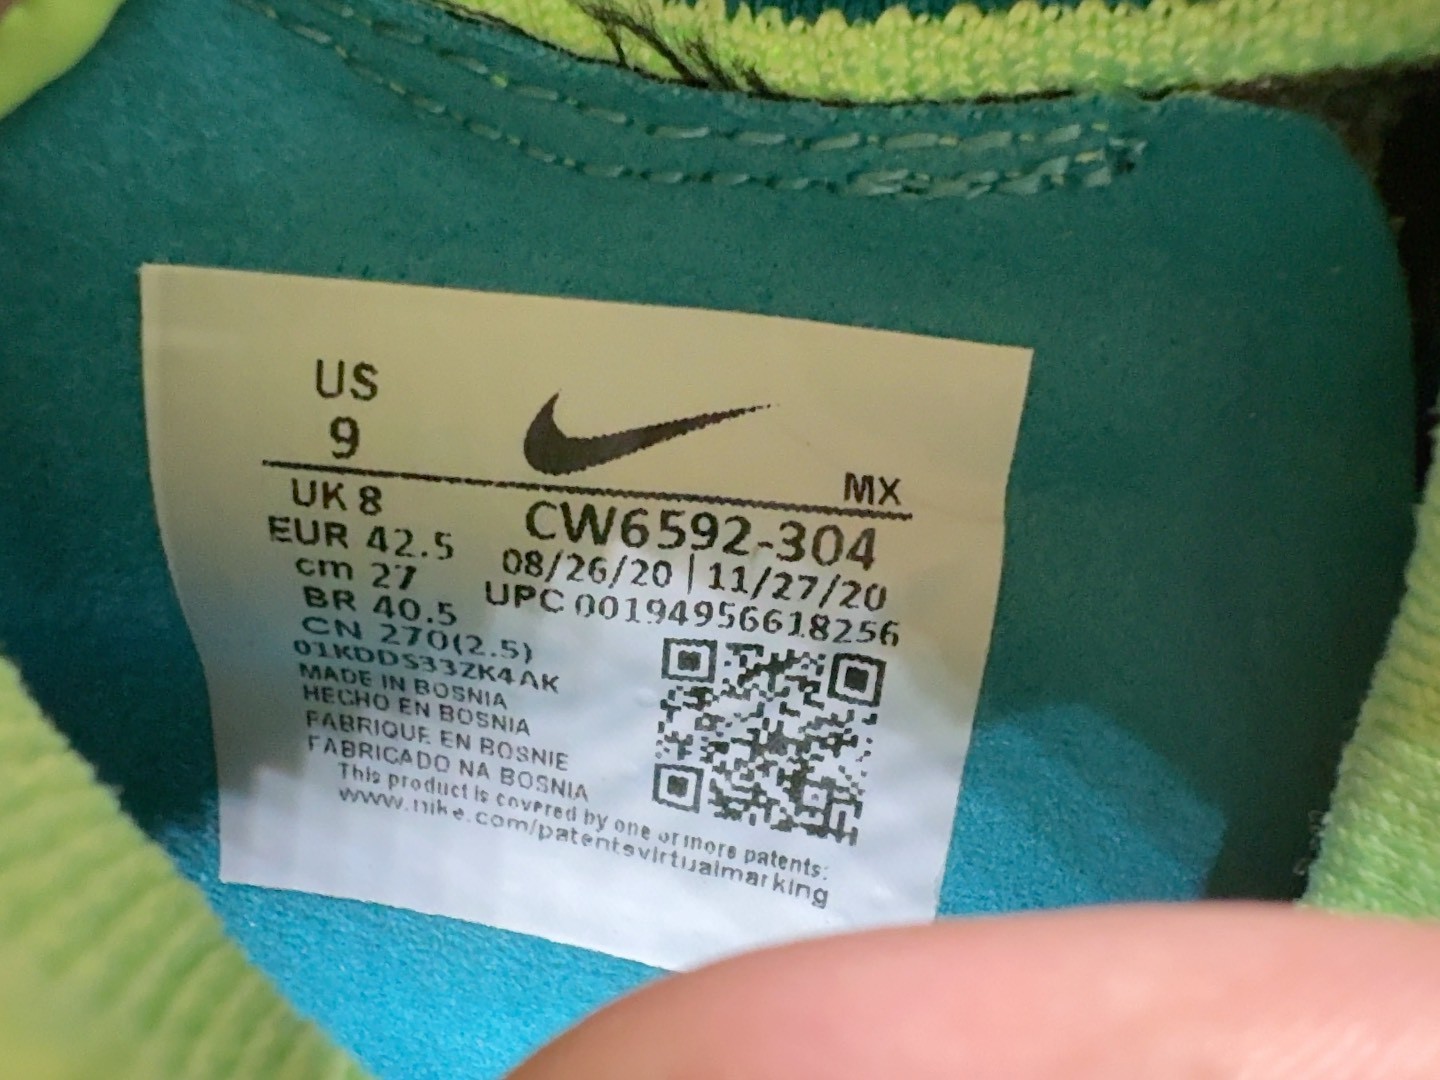 US
9
MX
UK 8
EUR 42.5
cm 27
BR 40.5
CN 270(2.5)
01KDDS33ZK4AK
MADE IN BOSNIA
HECHO EN BOSNIA
FABRIQUE EN BOSNIE
FABRICADO NA BOSNIA
CW6592-304
08/26/20 | 11/27/20
UPC 00194956618256
This product is covered by one or more patents:
www.nike.com/patentsvirtualmarking